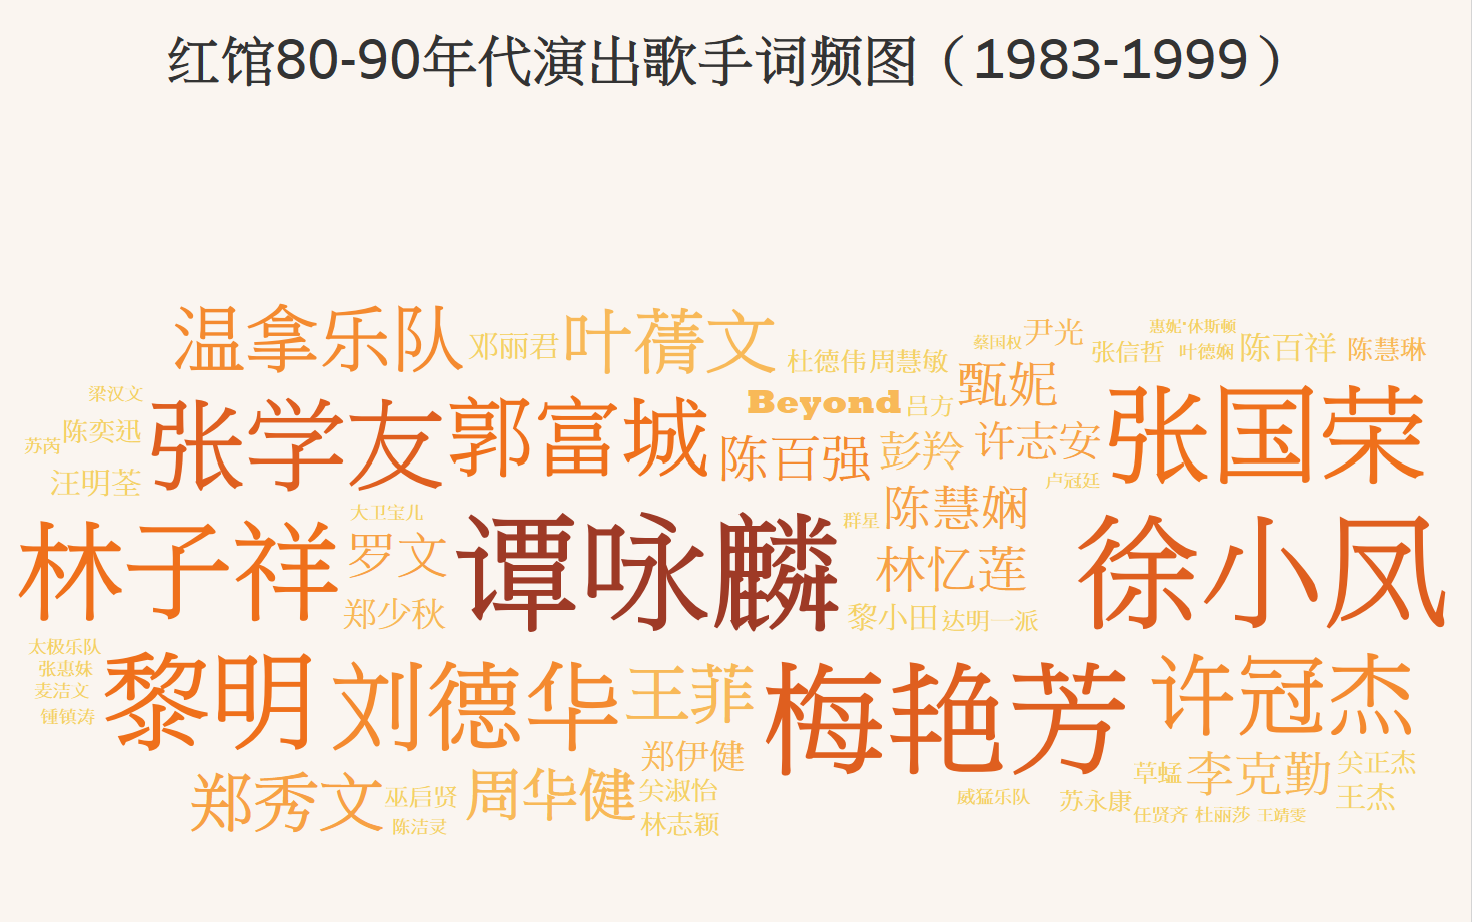 红馆80-90年代演出歌手词频图（1983-1999）
温拿乐队
邓丽君
叶蒨文
杜德伟
周慧敏
蔡国权
尹光
惠妮·休斯顿
张信哲
叶德娴
陈百祥
陈慧琳
甄妮
梁汉文
Beyond
吕方
苏芮
陈奕迅
张学友
郭富城
陈百强
彭羚
许志安
张国荣
汪明荃
卢冠廷
大卫宝儿
群星
陈慧娴
林子祥
罗文
谭咏麟
林忆莲
徐小凤
郑少秋
黎小田
达明一派
太极乐队
张惠妹
麦洁文
锺镇涛
黎明
刘德华
王菲
梅艳芳
许冠杰
郑伊健
草蜢
李克勤
关正杰
郑秀文
巫启贤
陈洁灵
周华健
关淑怡
林志颖
威猛乐队
苏永康
王杰
任贤齐
杜丽莎
王靖雯